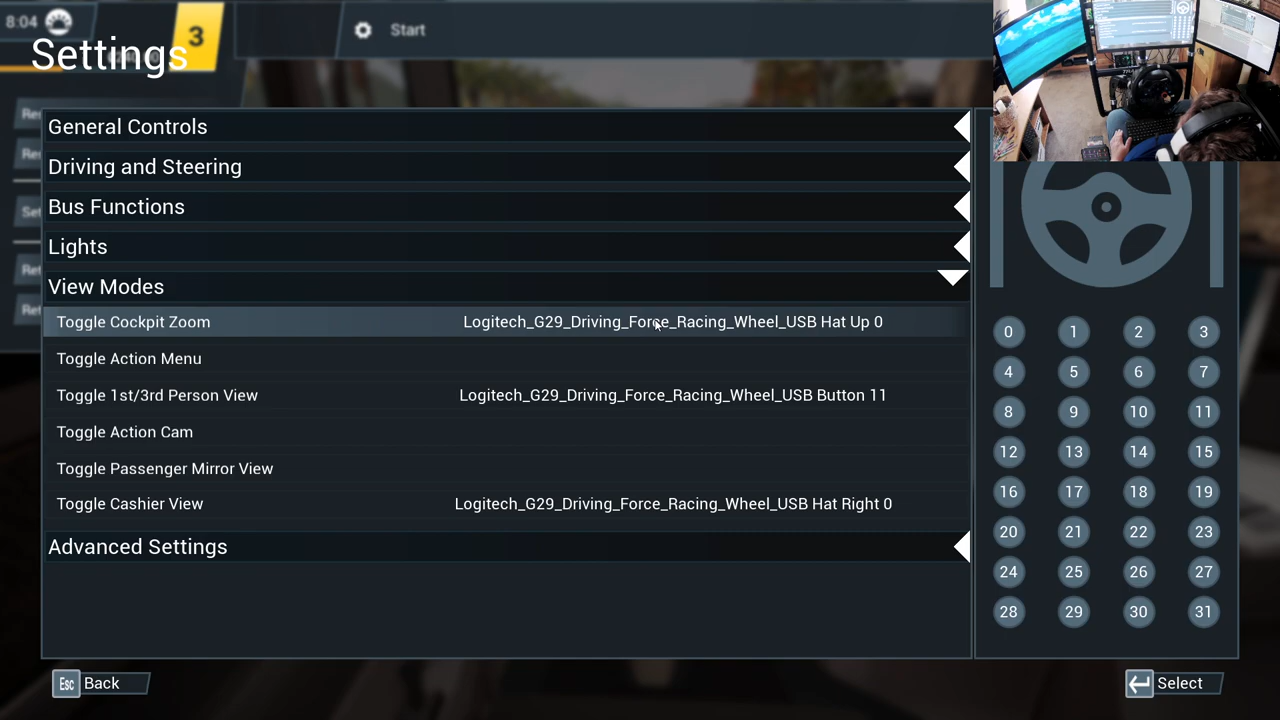 8:04
3
Start
Settings
General Controls
Driving and Steering
Bus Functions
Lights
View Modes
Toggle Cockpit Zoom Logitech_G29_Driving_Force_Racing_Wheel_USB Hat Up 0
Toggle Action Menu
Toggle 1st/3rd Person View Logitech_G29_Driving_Force_Racing_Wheel_USB Button 11
Toggle Action Cam
Toggle Passenger Mirror View
Toggle Cashier View Logitech_G29_Driving_Force_Racing_Wheel_USB Hat Right 0
Advanced Settings
0 1 2 3
4 5 6 7
8 9 10 11
12 13 14 15
16 17 18 19
20 21 22 23
24 25 26 27
28 29 30 31
Esc Back
Select